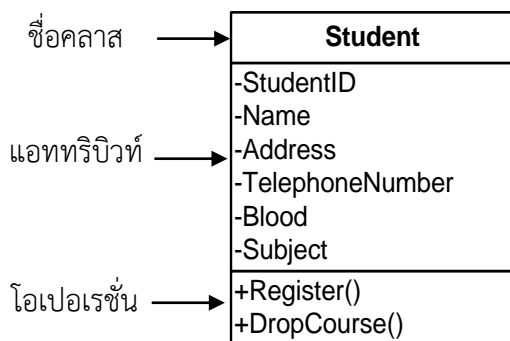 ชื่อคลาส
Student
แอททริบิวท์
-StudentID
-Name
-Address
-TelephoneNumber
-Blood
-Subject
โอเปอเรชั่น
+Register()
+DropCourse()